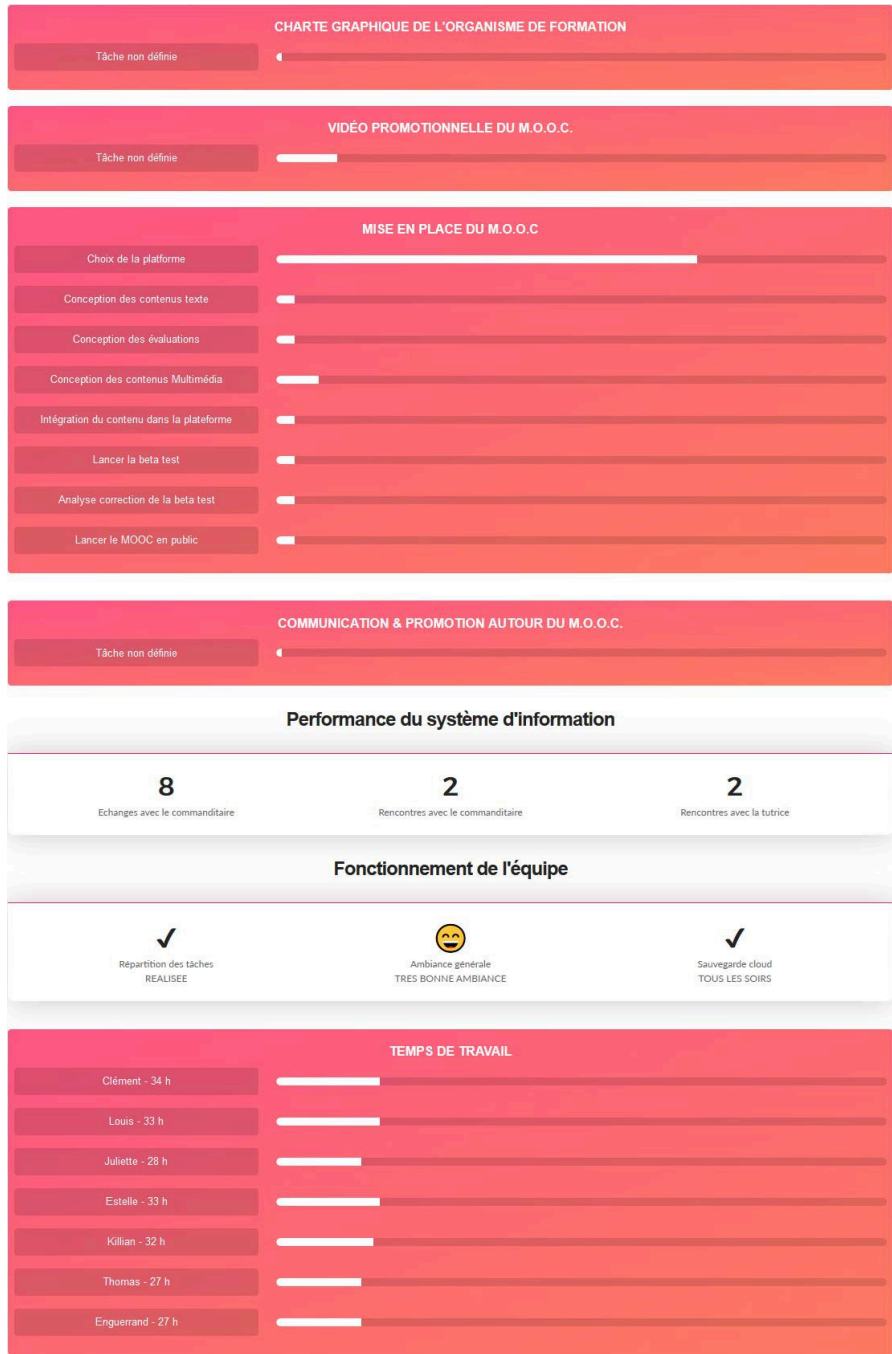 CHARTE GRAPHIQUE DE L'ORGANISME DE FORMATION
Tâche non définie
VIDÉO PROMOTIONNELLE DU M.O.O.C.
Tâche non définie
MISE EN PLACE DU M.O.O.C
Choix de la platforme
Conception des contenus texte
Conception des évaluations
Conception des contenus Multimédia
Intégration du contenu dans la plateforme
Lancer la beta test
Analyse correction de la beta test
Lancer le MOOC en public
COMMUNICATION & PROMOTION AUTOUR DU M.O.O.C.
Tâche non définie
Performance du système d'information
8 2 2
Echanges avec le commanditaire Rencontres avec le commanditaire Rencontres avec la tutrice
Fonctionnement de l'équipe
Répartition des tâches Ambiance générale Sauvegarde cloud
REALISEE TRES BONNE AMBIANCE TOUS LES SOIRS
TEMPS DE TRAVAIL
Clément - 34 h
Louis - 33 h
Juliette - 28 h
Estelle - 33 h
Killian - 32 h
Thomas - 27 h
Enguerrand - 27 h